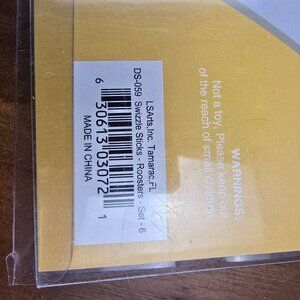 LSArts,Inc. Tamarac,FL
DS-059 Swizzle Sticks - Roosters - Set - 6
6 30613 03072 1
MADE IN CHINA
WARNINGS:
Not a toy, Please keep out
of the reach of small children